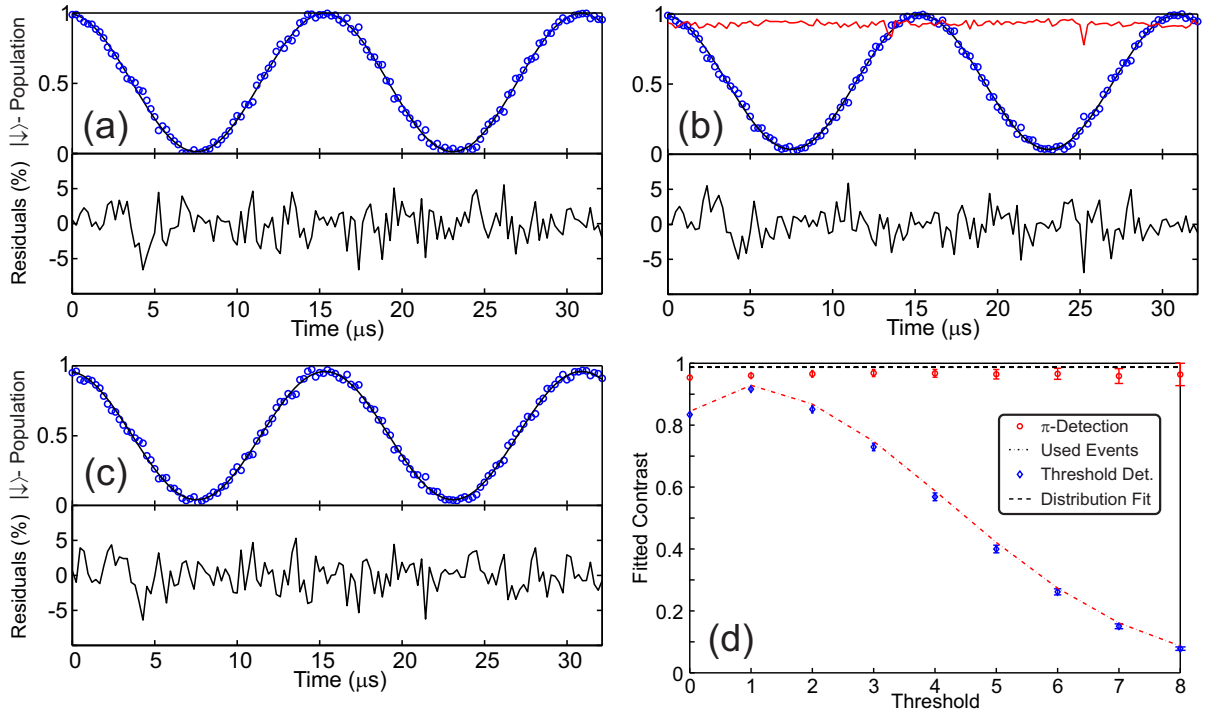 1
0.5
0
|↓⟩- Population
(a)
5
0
-5
Residuals (%)
0 5 10 15 20 25 30
Time (μs)
1
0.5
0
(b)
5
0
-5
0 5 10 15 20 25 30
Time (μs)
1
0.5
0
|↓⟩- Population
(c)
5
0
-5
Residuals (%)
0 5 10 15 20 25 30
Time (μs)
1
0.8
0.6
0.4
0.2
0
Fitted Contrast
π-Detection
Used Events
Threshold Det.
Distribution Fit
(d)
0 1 2 3 4 5 6 7 8
Threshold